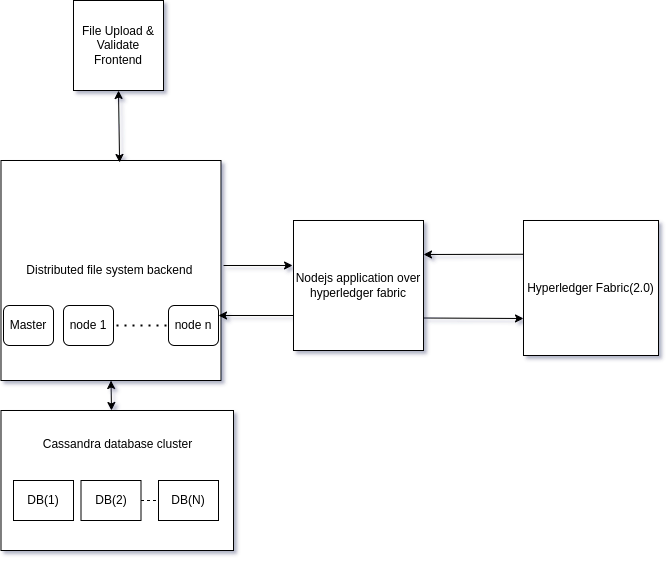 File Upload &
Validate
Frontend
Distributed file system backend
Master
node 1
node n
Nodejs application over
hyperledger fabric
Hyperledger Fabric(2.0)
Cassandra database cluster
DB(1)
DB(2)
DB(N)